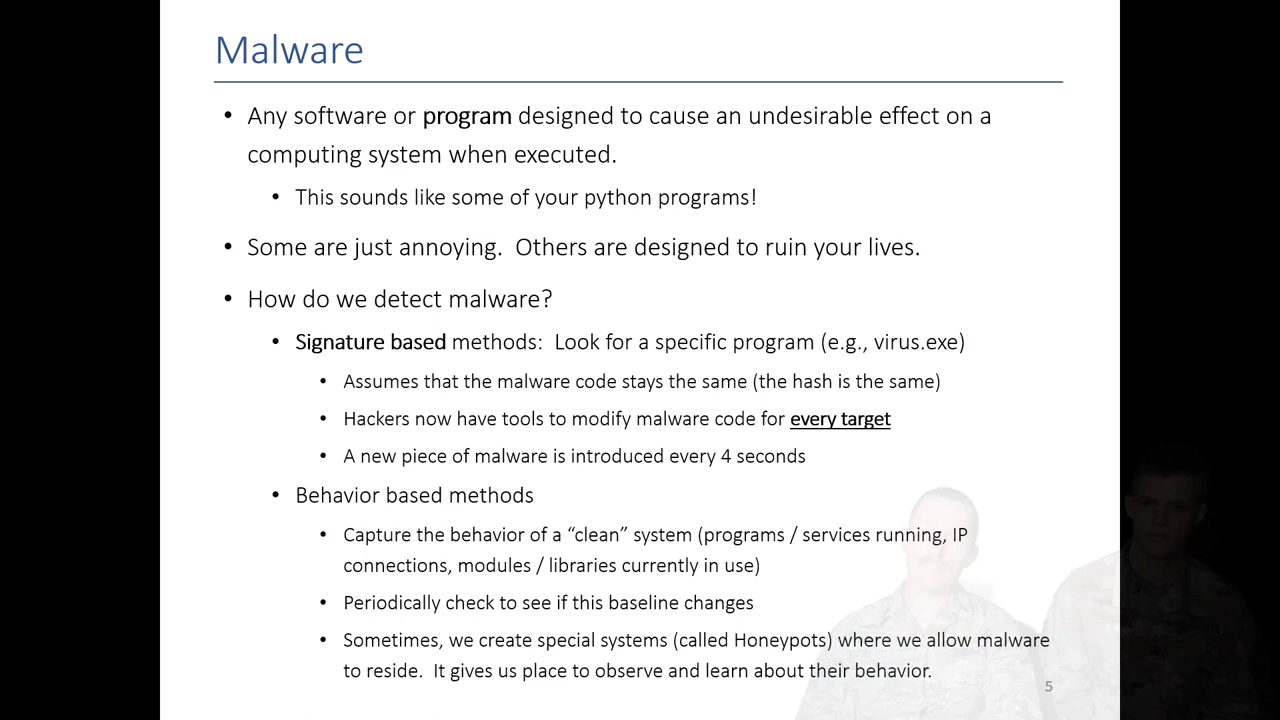 Malware
• Any software or program designed to cause an undesirable effect on a
computing system when executed.
• This sounds like some of your python programs!
• Some are just annoying.  Others are designed to ruin your lives.
• How do we detect malware?
• Signature based methods:  Look for a specific program (e.g., virus.exe)
• Assumes that the malware code stays the same (the hash is the same)
• Hackers now have tools to modify malware code for every target
• A new piece of malware is introduced every 4 seconds
• Behavior based methods
• Capture the behavior of a “clean” system (programs / services running, IP
connections, modules / libraries currently in use)
• Periodically check to see if this baseline changes
• Sometimes, we create special systems (called Honeypots) where we allow malware
to reside.  It gives us place to observe and learn about their behavior.
5